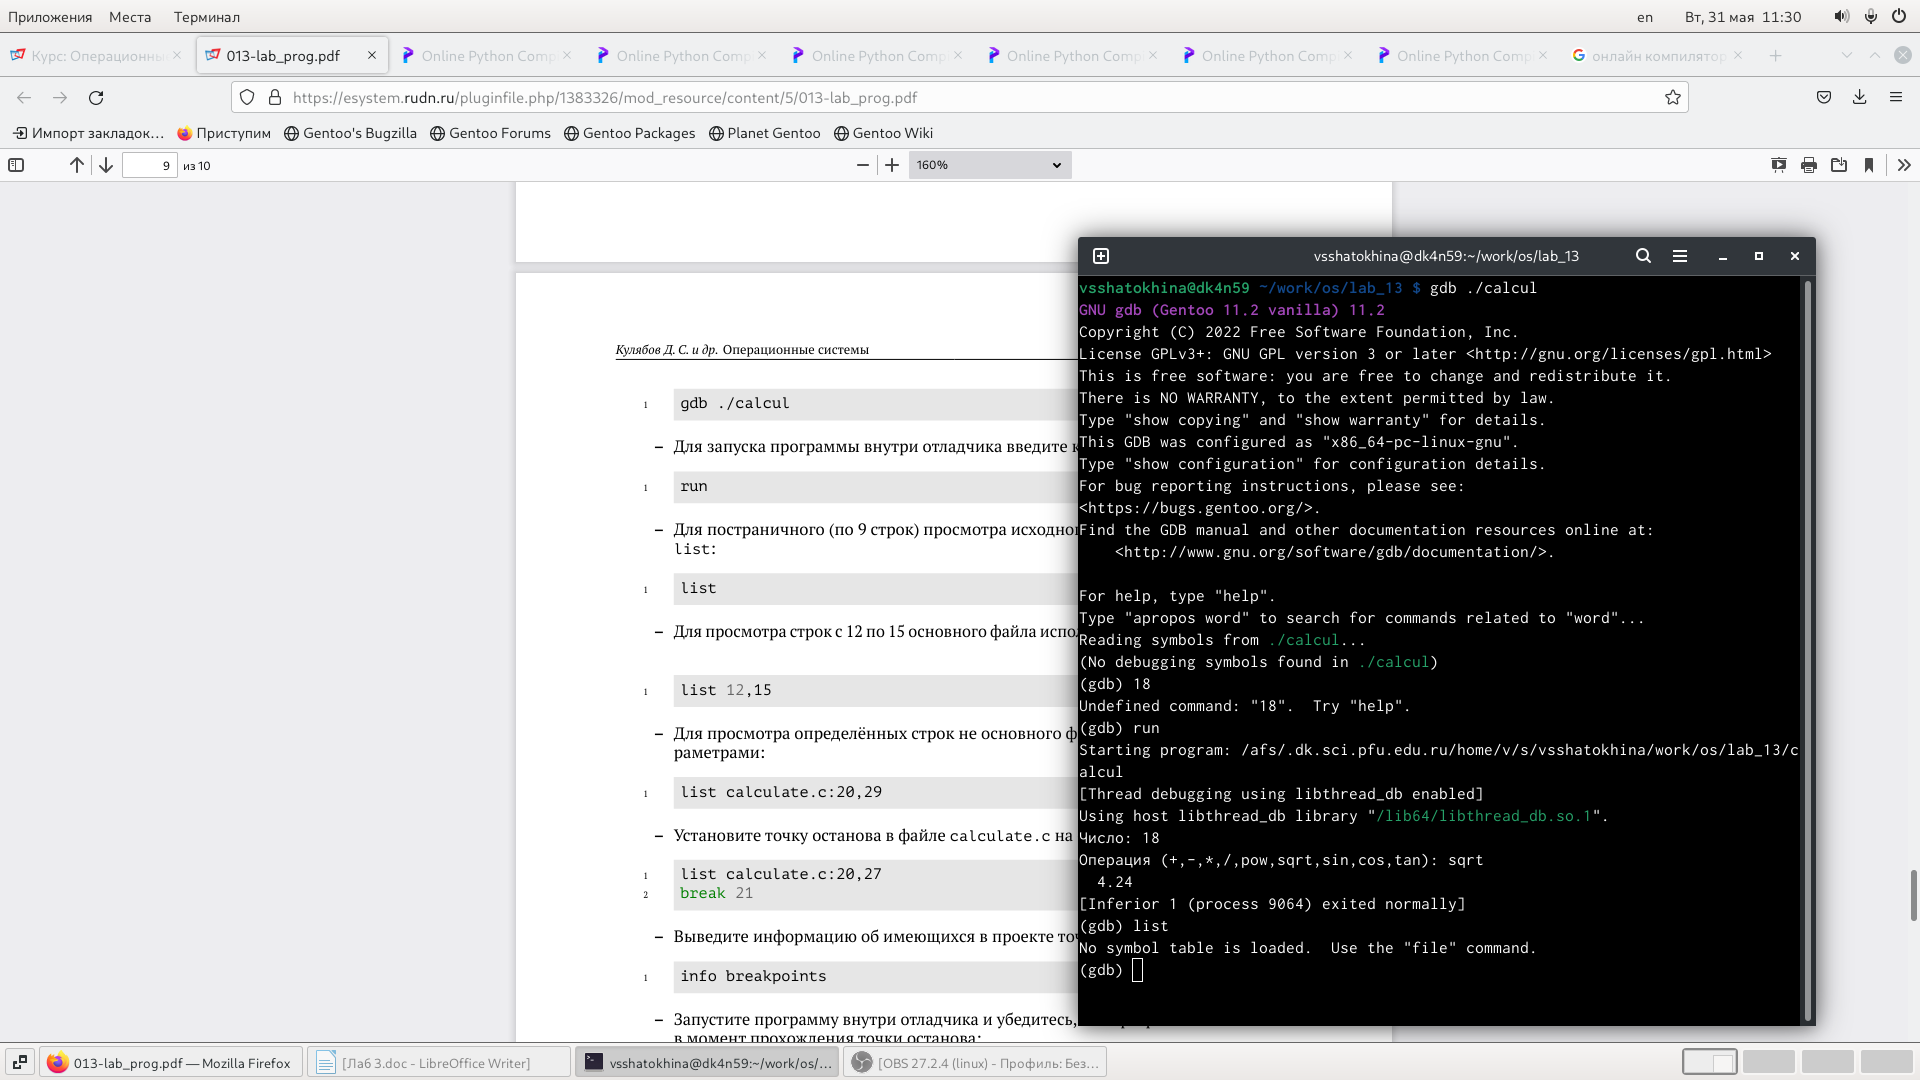 Приложения Места Терминал en Вт, 31 мая 11:30
Курс: Операционны 013-lab_prog.pdf Online Python Comp Online Python Comp Online Python Comp Online Python Comp Online Python Comp Online Python Comp онлайн компилятор
https://esystem.rudn.ru/pluginfile.php/1383326/mod_resource/content/5/013-lab_prog.pdf
Импорт закладок… Приступим Gentoo's Bugzilla Gentoo Forums Gentoo Packages Planet Gentoo Gentoo Wiki
9 из 10 160%
Кулябов Д. С. и др. Операционные системы
1 gdb ./calcul
– Для запуска программы внутри отладчика введите к
1 run
– Для постраничного (по 9 строк) просмотра исходно
list:
1 list
– Для просмотра строк с 12 по 15 основного файла испо
1 list 12,15
– Для просмотра определённых строк не основного ф
раметрами:
1 list calculate.c:20,29
– Установите точку останова в файле calculate.c на
1 list calculate.c:20,27
2 break 21
– Выведите информацию об имеющихся в проекте то
1 info breakpoints
– Запустите программу внутри отладчика и убедитесь,
в момент прохождения точки останова:
vsshatokhina@dk4n59:~/work/os/lab_13
vsshatokhina@dk4n59 ~/work/os/lab_13 $ gdb ./calcul
GNU gdb (Gentoo 11.2 vanilla) 11.2
Copyright (C) 2022 Free Software Foundation, Inc.
License GPLv3+: GNU GPL version 3 or later <http://gnu.org/licenses/gpl.html>
This is free software: you are free to change and redistribute it.
There is NO WARRANTY, to the extent permitted by law.
Type "show copying" and "show warranty" for details.
This GDB was configured as "x86_64-pc-linux-gnu".
Type "show configuration" for configuration details.
For bug reporting instructions, please see:
<https://bugs.gentoo.org/>.
Find the GDB manual and other documentation resources online at:
<http://www.gnu.org/software/gdb/documentation/>.
For help, type "help".
Type "apropos word" to search for commands related to "word"...
Reading symbols from ./calcul...
(No debugging symbols found in ./calcul)
(gdb) 18
Undefined command: "18".  Try "help".
(gdb) run
Starting program: /afs/.dk.sci.pfu.edu.ru/home/v/s/vsshatokhina/work/os/lab_13/c
alcul
[Thread debugging using libthread_db enabled]
Using host libthread_db library "/lib64/libthread_db.so.1".
Число: 18
Операция (+,-,*,/,pow,sqrt,sin,cos,tan): sqrt
4.24
[Inferior 1 (process 9064) exited normally]
(gdb) list
No symbol table is loaded.  Use the "file" command.
(gdb)
013-lab_prog.pdf — Mozilla Firefox [Лаб 3.doc - LibreOffice Writer] vsshatokhina@dk4n59:~/work/os/… [OBS 27.2.4 (linux) - Профиль: Без…